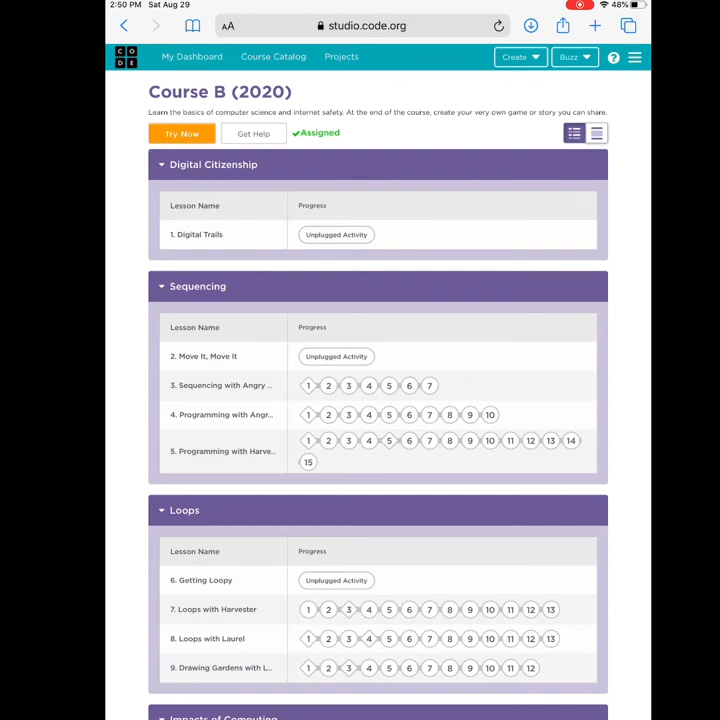 2:50 PM Sat Aug 29 48%
AA studio.code.org
C O D E My Dashboard Course Catalog Projects Create Buzz ?
Course B (2020)
Learn the basics of computer science and internet safety. At the end of the course, create your very own game or story you can share.
Try Now Get Help Assigned
Digital Citizenship
Lesson Name Progress
1. Digital Trails Unplugged Activity
Sequencing
Lesson Name Progress
2. Move It, Move It Unplugged Activity
3. Sequencing with Angry ... 1 2 3 4 5 6 7
4. Programming with Angr... 1 2 3 4 5 6 7 8 9 10
5. Programming with Harve... 1 2 3 4 5 6 7 8 9 10 11 12 13 14
15
Loops
Lesson Name Progress
6. Getting Loopy Unplugged Activity
7. Loops with Harvester 1 2 3 4 5 6 7 8 9 10 11 12 13
8. Loops with Laurel 1 2 3 4 5 6 7 8 9 10 11 12 13
9. Drawing Gardens with L... 1 2 3 4 5 6 7 8 9 10 11 12
Impacts of Computing